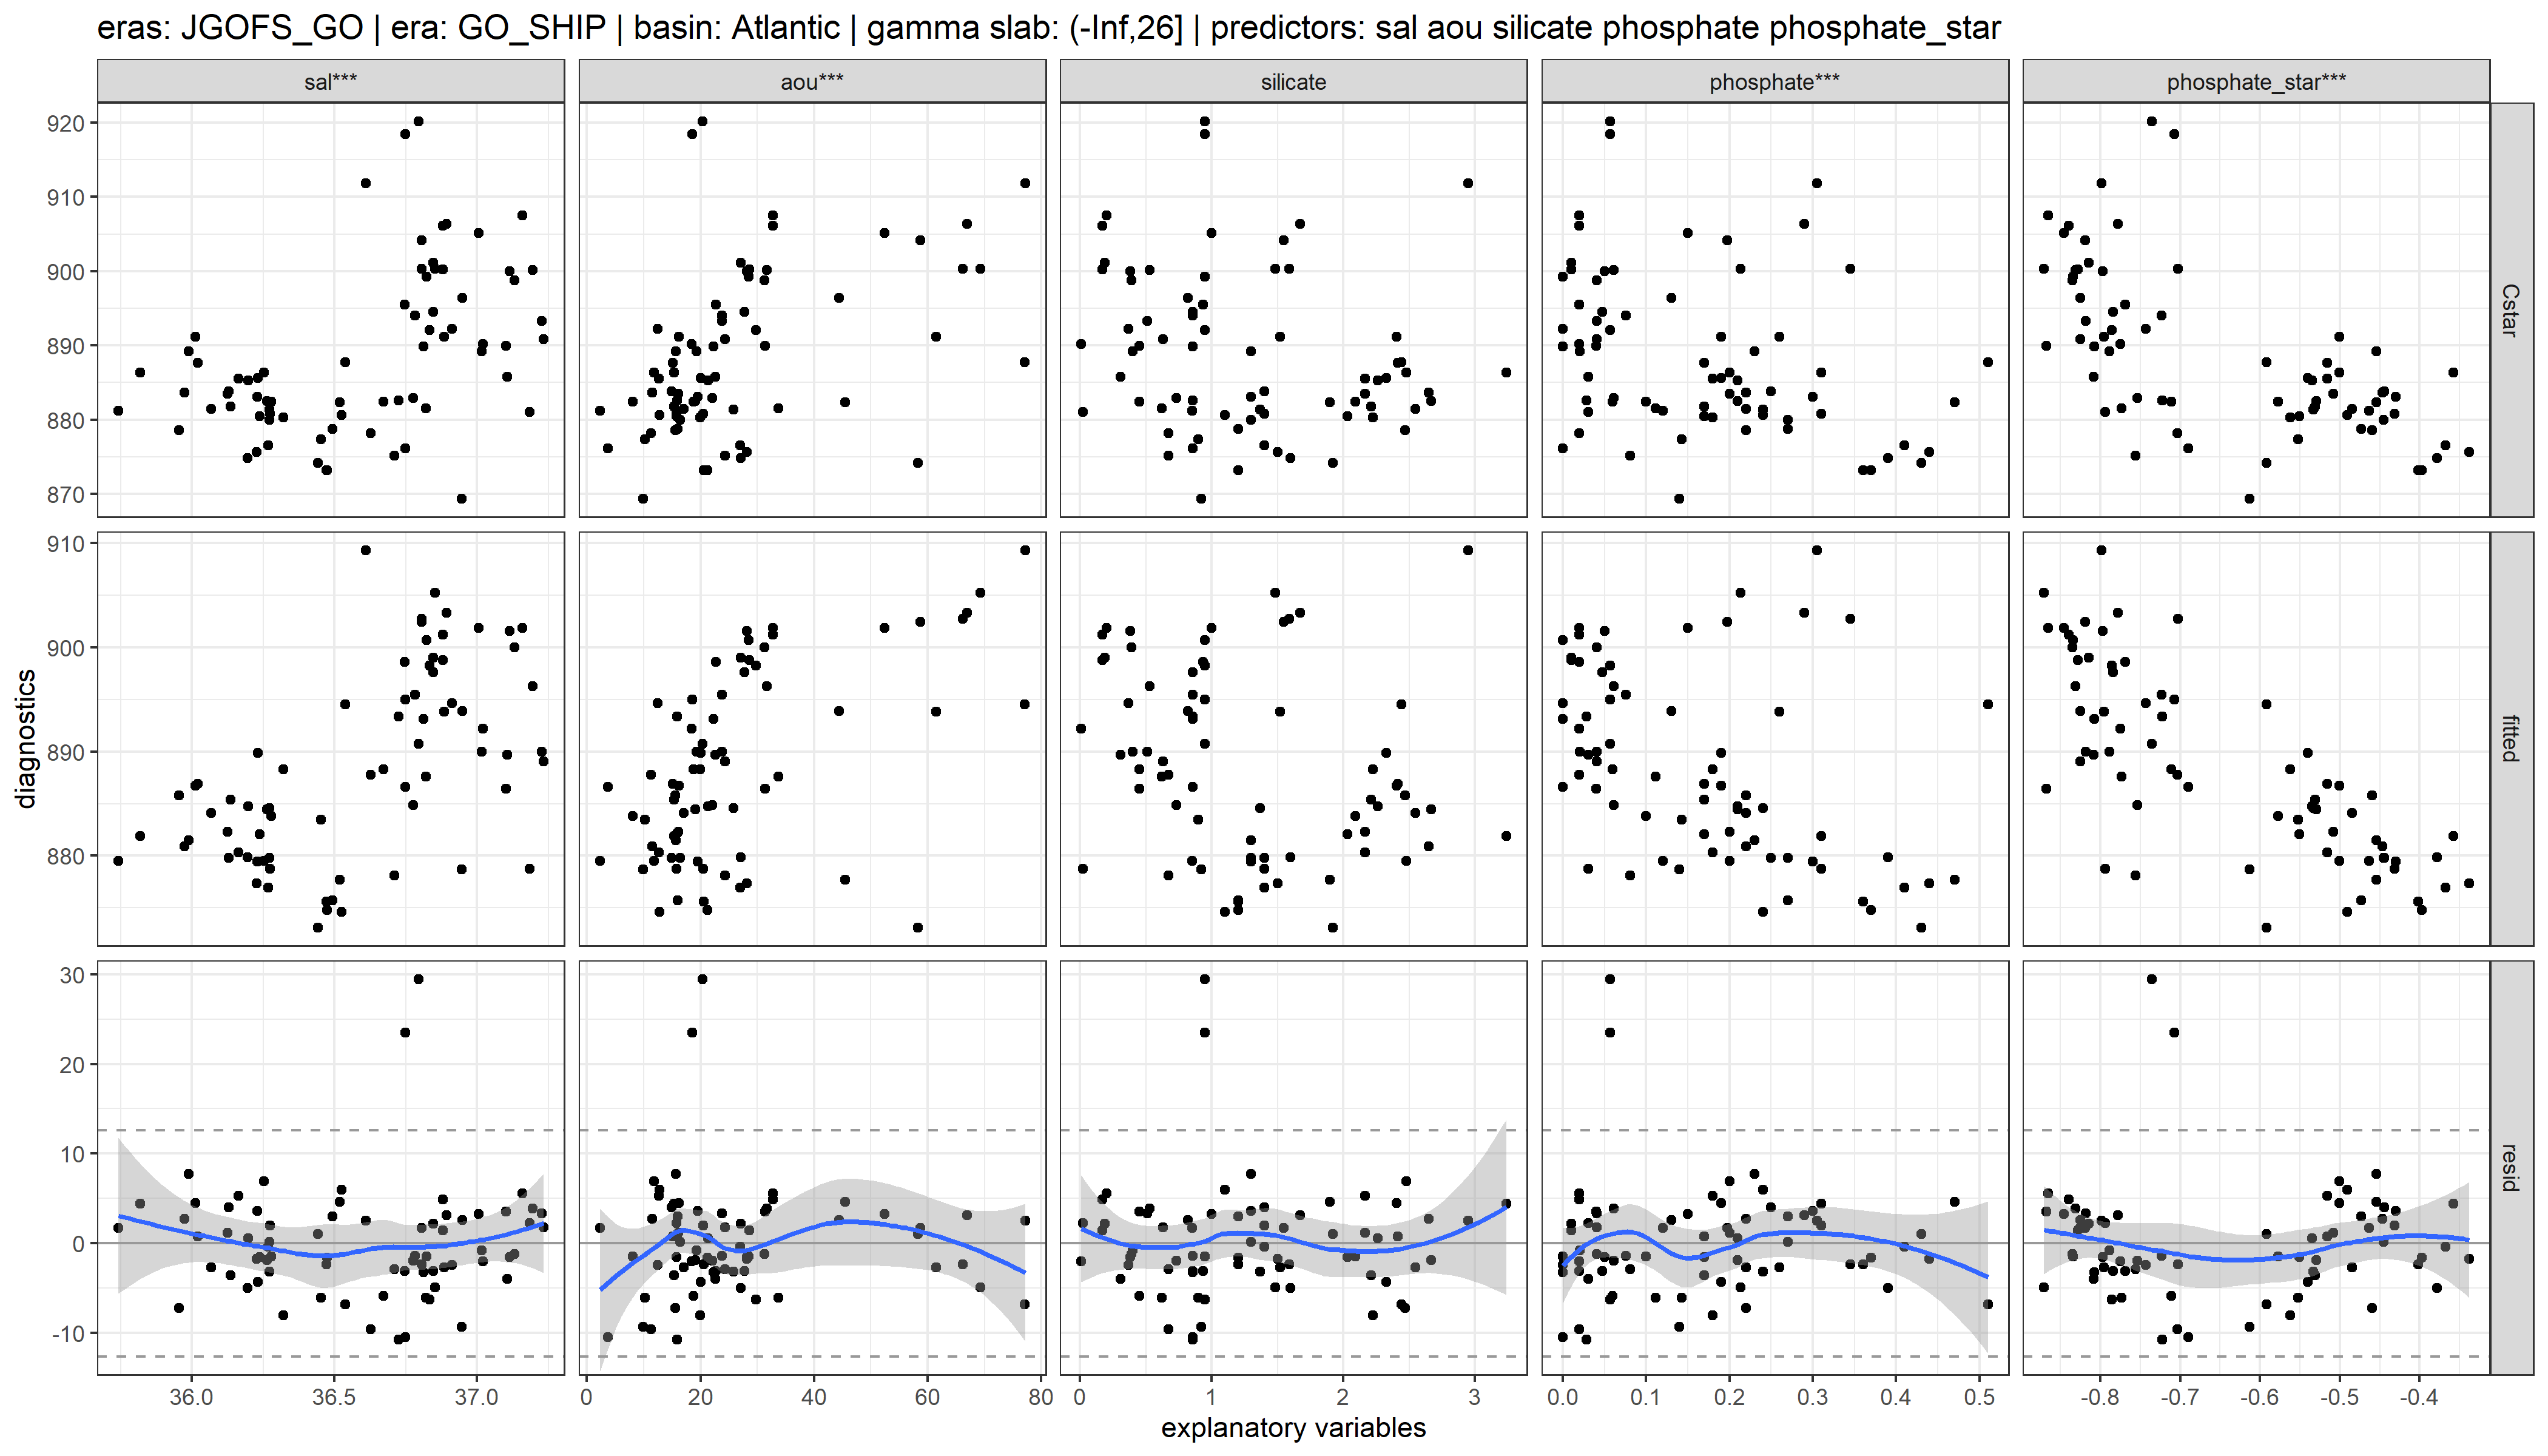 eras: JGOFS_GO | era: GO_SHIP | basin: Atlantic | gamma slab: (-Inf,26] | predictors: sal aou silicate phosphate phosphate_star
sal*** aou*** silicate phosphate*** phosphate_star***
920
910
900
890
880
870
Cstar
910
900
890
880
fitted
diagnostics
30
20
10
0
-10
resid
36.0 36.5 37.0 0 20 40 60 80 0 1 2 3 0.0 0.1 0.2 0.3 0.4 0.5 -0.8 -0.7 -0.6 -0.5 -0.4
explanatory variables